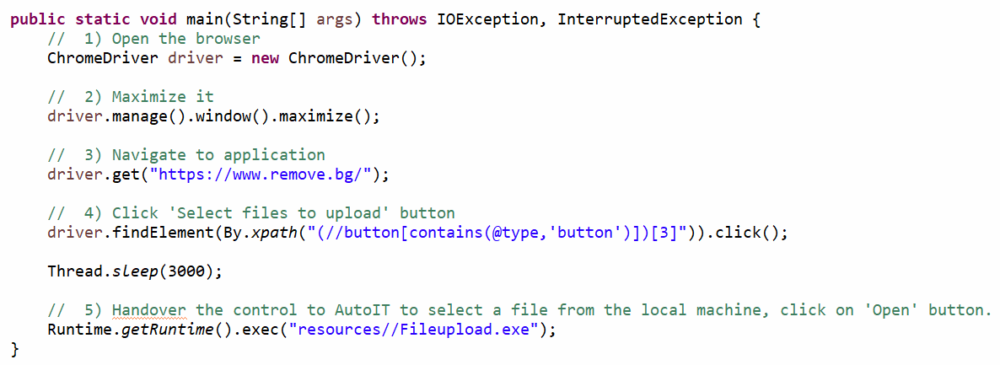 public static void main(String[] args) throws IOException, InterruptedException {
    //  1) Open the browser
    ChromeDriver driver = new ChromeDriver();

    //  2) Maximize it
    driver.manage().window().maximize();

    //  3) Navigate to application
    driver.get("https://www.remove.bg/");

    //  4) Click 'Select files to upload' button
    driver.findElement(By.xpath("(//button[contains(@type,'button')])[3]")).click();

    Thread.sleep(3000);

    //  5) Handover the control to AutoIT to select a file from the local machine, click on 'Open' button.
    Runtime.getRuntime().exec("resources//Fileupload.exe");
}